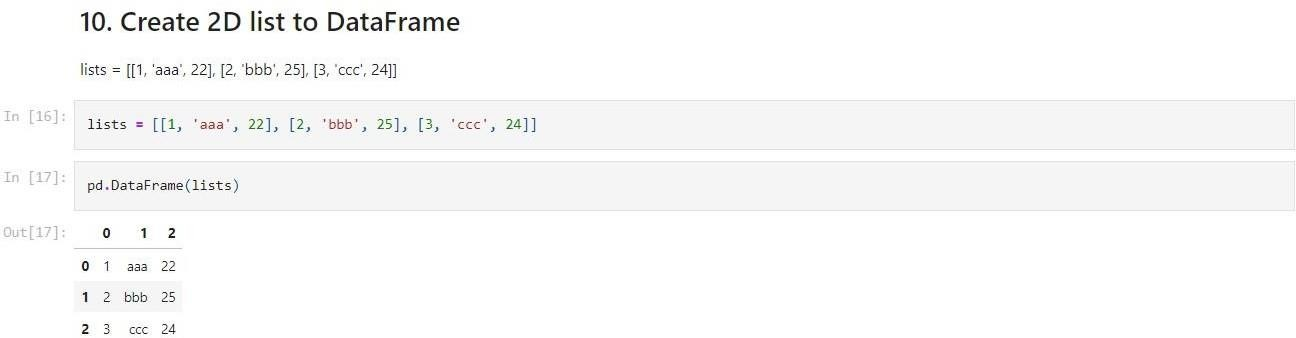 10. Create 2D list to DataFrame
lists = [[1, 'aaa', 22], [2, 'bbb', 25], [3, 'ccc', 24]]
In [16]: lists = [[1, 'aaa', 22], [2, 'bbb', 25], [3, 'ccc', 24]]
In [17]: pd.DataFrame(lists)
Out[17]: 0 1 2
0 1 aaa 22
1 2 bbb 25
2 3 ccc 24